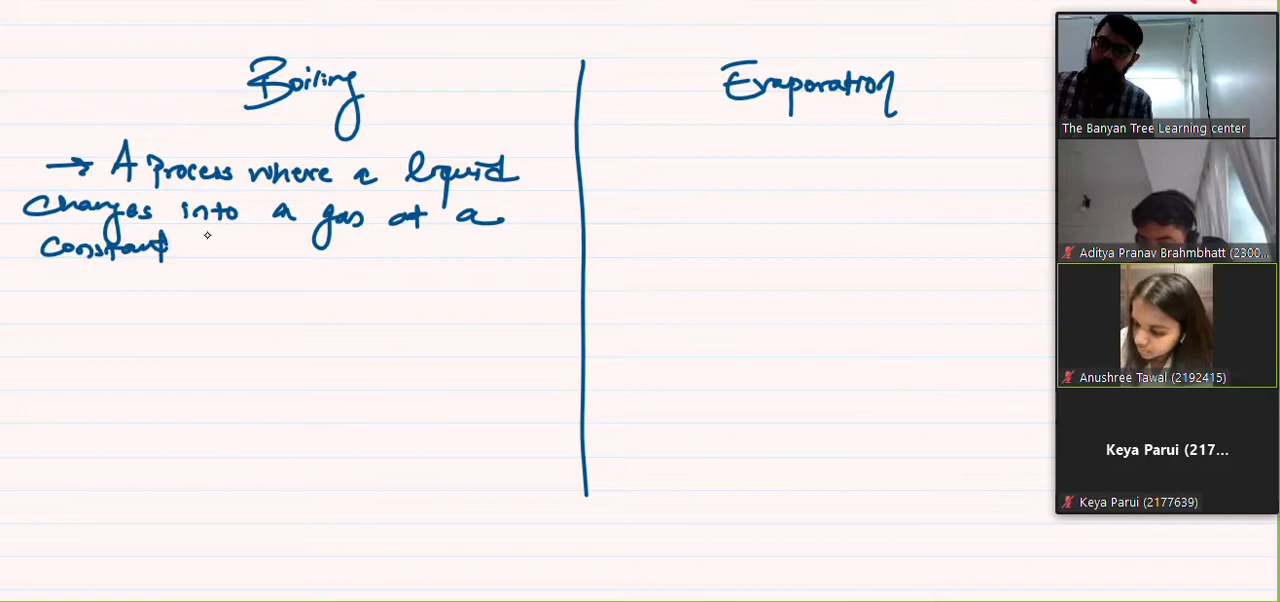 Boiling
Evaporation
→ A process where a liquid
changes into a gas at a
constant
The Banyan Tree Learning center
Aditya Pranav Brahmbhatt (2300...
Anushree Tawal (2192415)
Keya Parui (217...
Keya Parui (2177639)